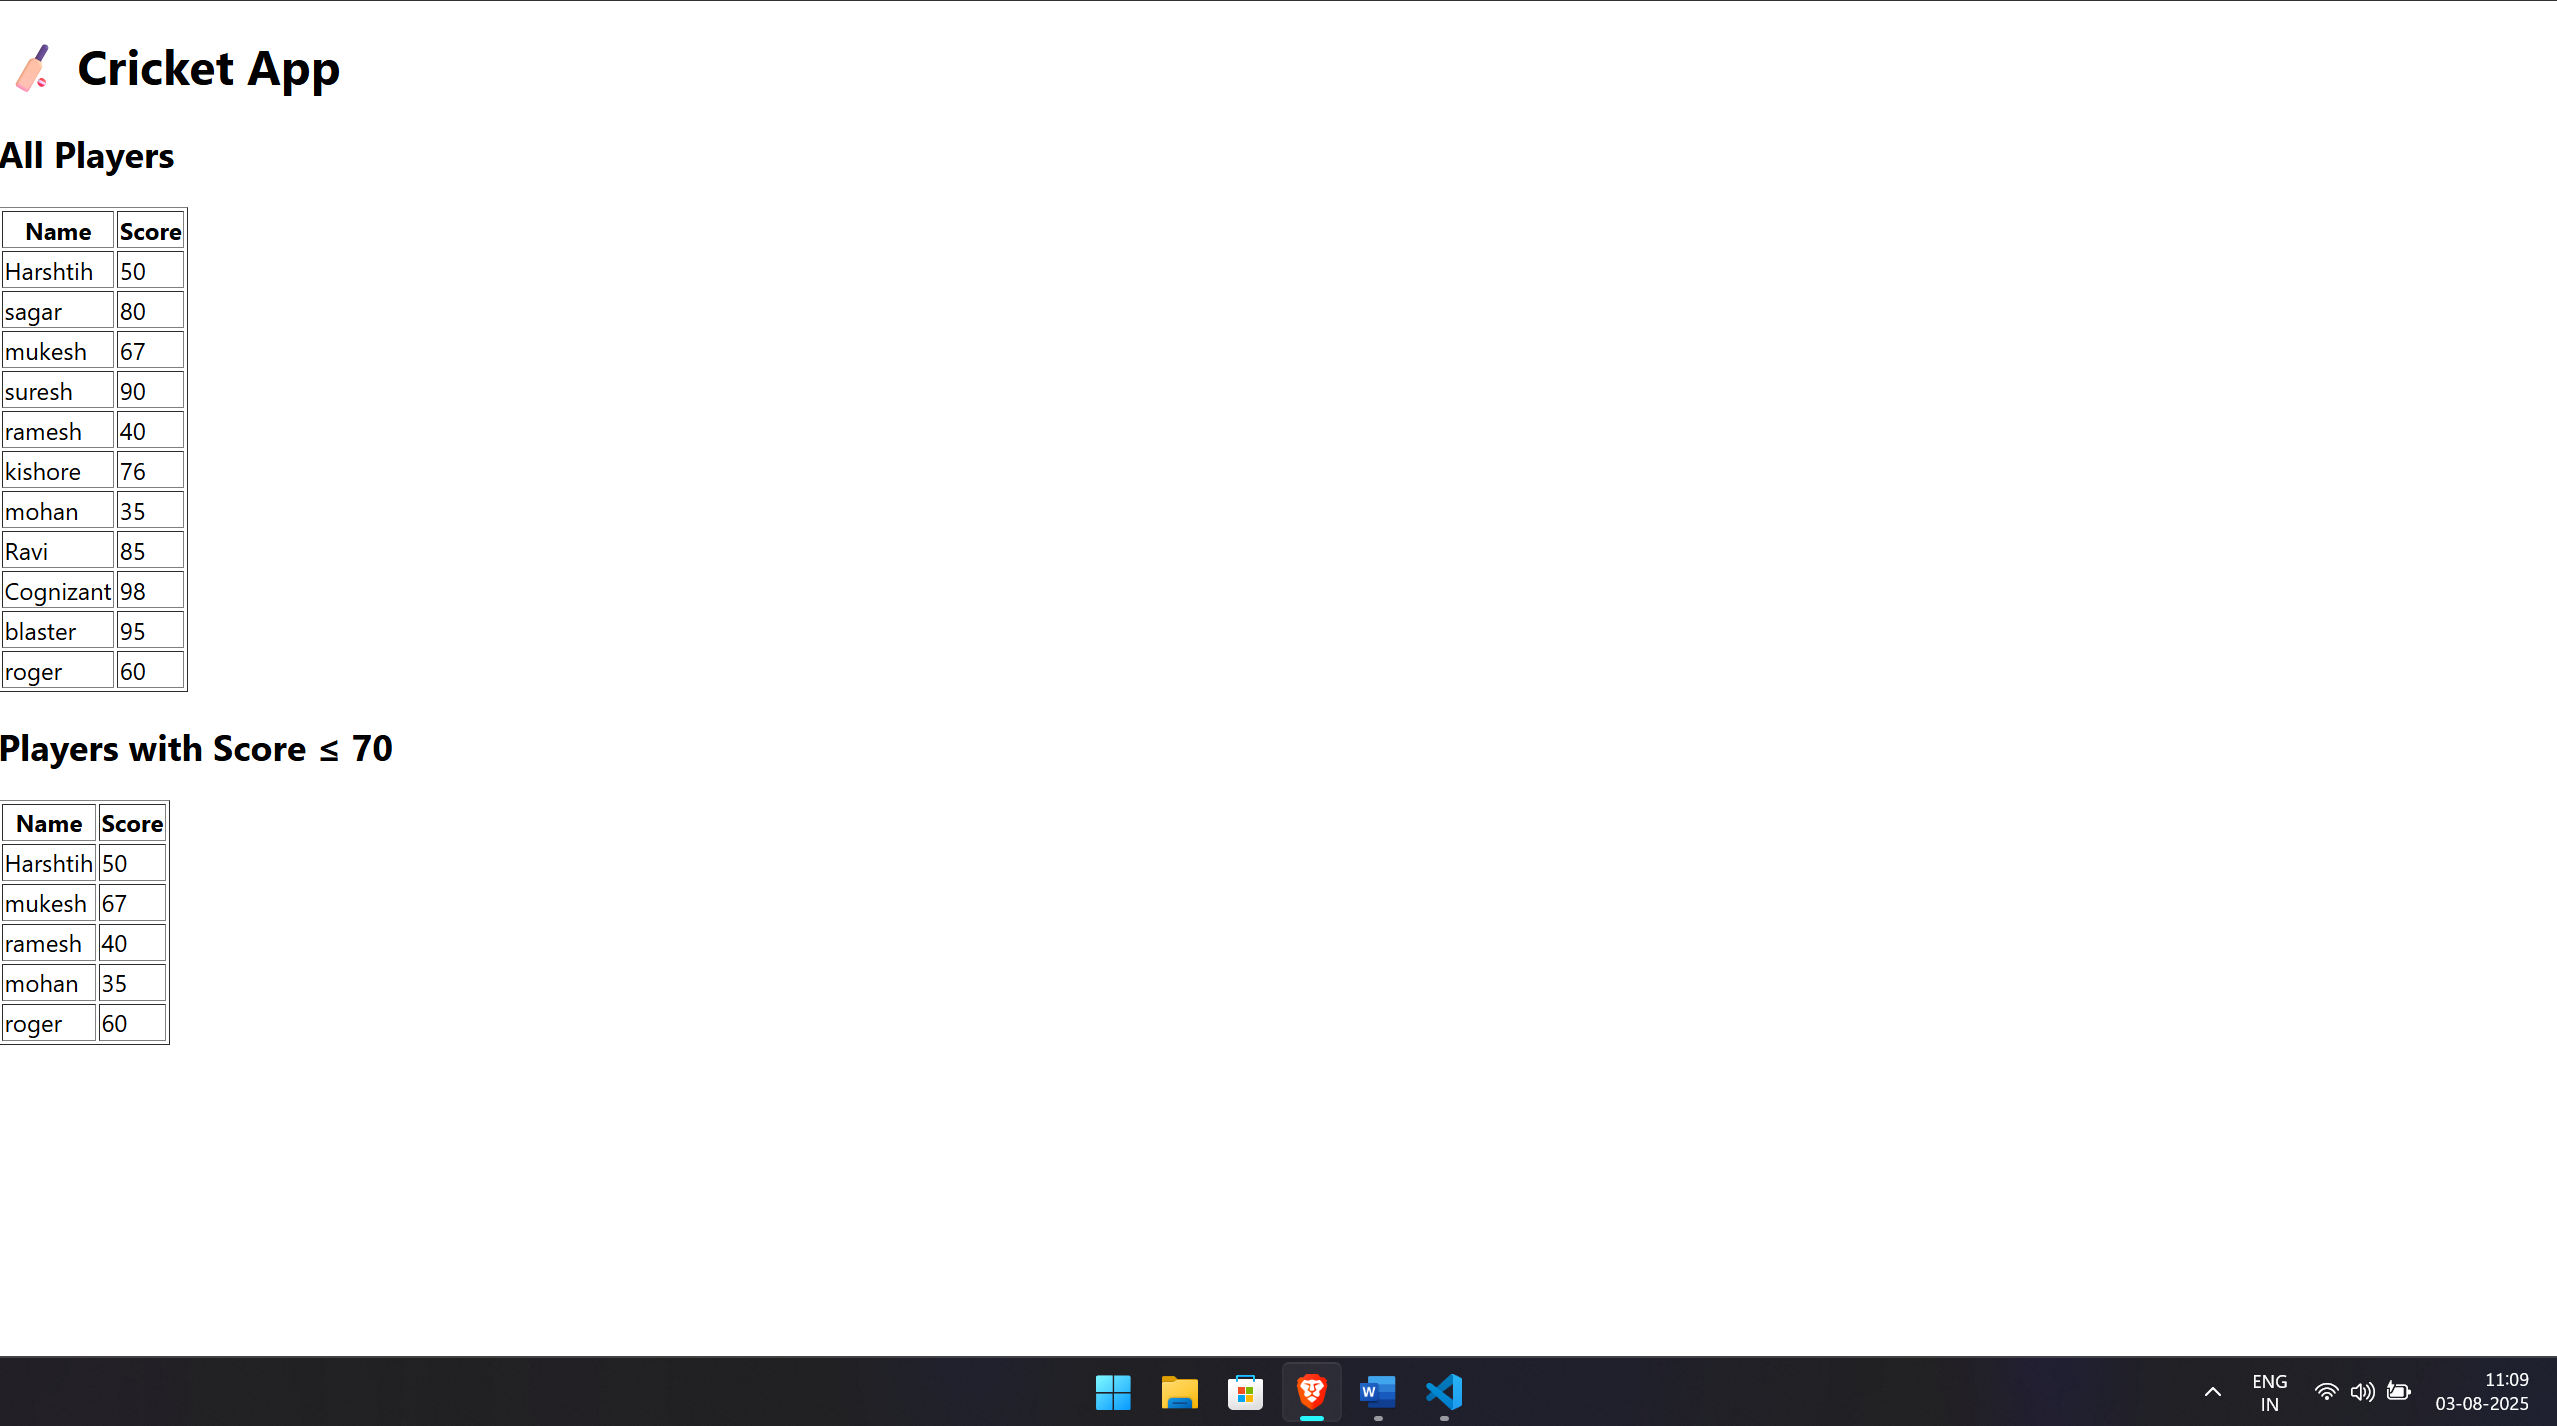 Cricket App
All Players
Name Score
Harshtih 50
sagar 80
mukesh 67
suresh 90
ramesh 40
kishore 76
mohan 35
Ravi 85
Cognizant 98
blaster 95
roger 60
Players with Score ≤ 70
Name Score
Harshtih 50
mukesh 67
ramesh 40
mohan 35
roger 60
W
ENG
IN
11:09
03-08-2025